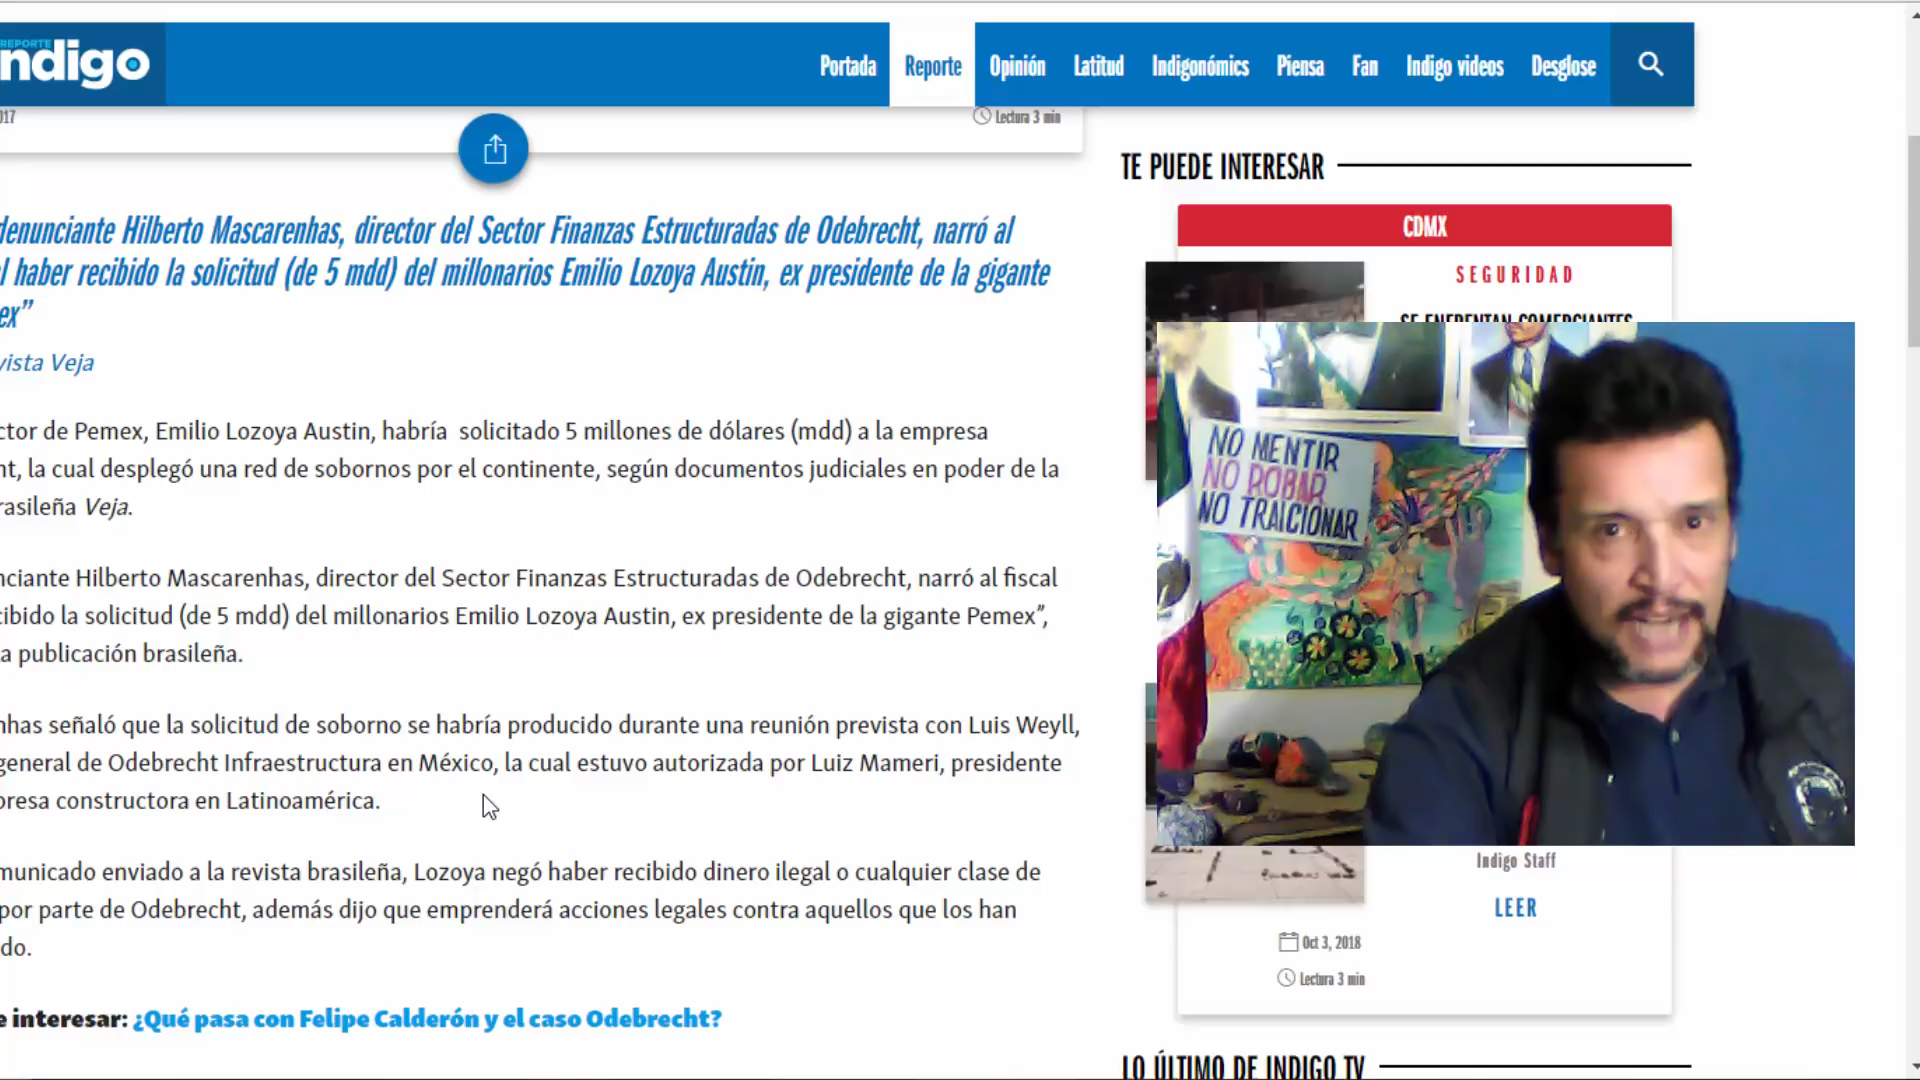 REPORTE
ndigo
Portada
Reporte
Opinión
Latitud
Indigonómics
Piensa
Fan
Indigo videos
Desglose
017
Lectura 3 min
denunciante Hilberto Mascarenhas, director del Sector Finanzas Estructuradas de Odebrecht, narró al
l haber recibido la solicitud (de 5 mdd) del millonarios Emilio Lozoya Austin, ex presidente de la gigante
ex”
vista Veja
ctor de Pemex, Emilio Lozoya Austin, habría solicitado 5 millones de dólares (mdd) a la empresa
nt, la cual desplegó una red de sobornos por el continente, según documentos judiciales en poder de la
rasileña Veja.
nciante Hilberto Mascarenhas, director del Sector Finanzas Estructuradas de Odebrecht, narró al fiscal
cibido la solicitud (de 5 mdd) del millonarios Emilio Lozoya Austin, ex presidente de la gigante Pemex”,
a publicación brasileña.
nhas señaló que la solicitud de soborno se habría producido durante una reunión prevista con Luis Weyll,
general de Odebrecht Infraestructura en México, la cual estuvo autorizada por Luiz Mameri, presidente
presa constructora en Latinoamérica.
municado enviado a la revista brasileña, Lozoya negó haber recibido dinero ilegal o cualquier clase de
por parte de Odebrecht, además dijo que emprenderá acciones legales contra aquellos que los han
do.
e interesar: ¿Qué pasa con Felipe Calderón y el caso Odebrecht?
TE PUEDE INTERESAR
CDMX
SEGURIDAD
SE ENFRENTAN COMERCIANTES
NO MENTIR
NO ROBAR
NO TRAICIONAR
Indigo Staff
LEER
Oct 3, 2018
Lectura 3 min
LO ÚLTIMO DE INDIGO TV